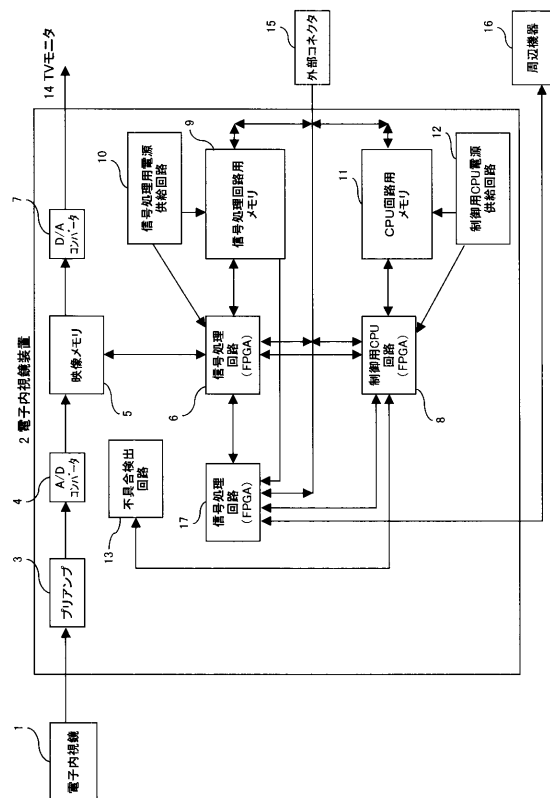 2 電子内視鏡装置
1
電子内視鏡
3
プリアンプ
4
A/D
コンバータ
映像メモリ
5
7
D/A
コンバータ
14 TVモニタ
不具合検出
回路
13
信号処理
回路
(FPGA)
6
10
信号処理用電源
供給回路
9
信号処理回路用
メモリ
15
外部コネクタ
17
信号処理
回路
(FPGA)
制御用CPU
回路
(FPGA)
8
11
CPU回路用
メモリ
12
制御用CPU電源
供給回路
16
周辺機器